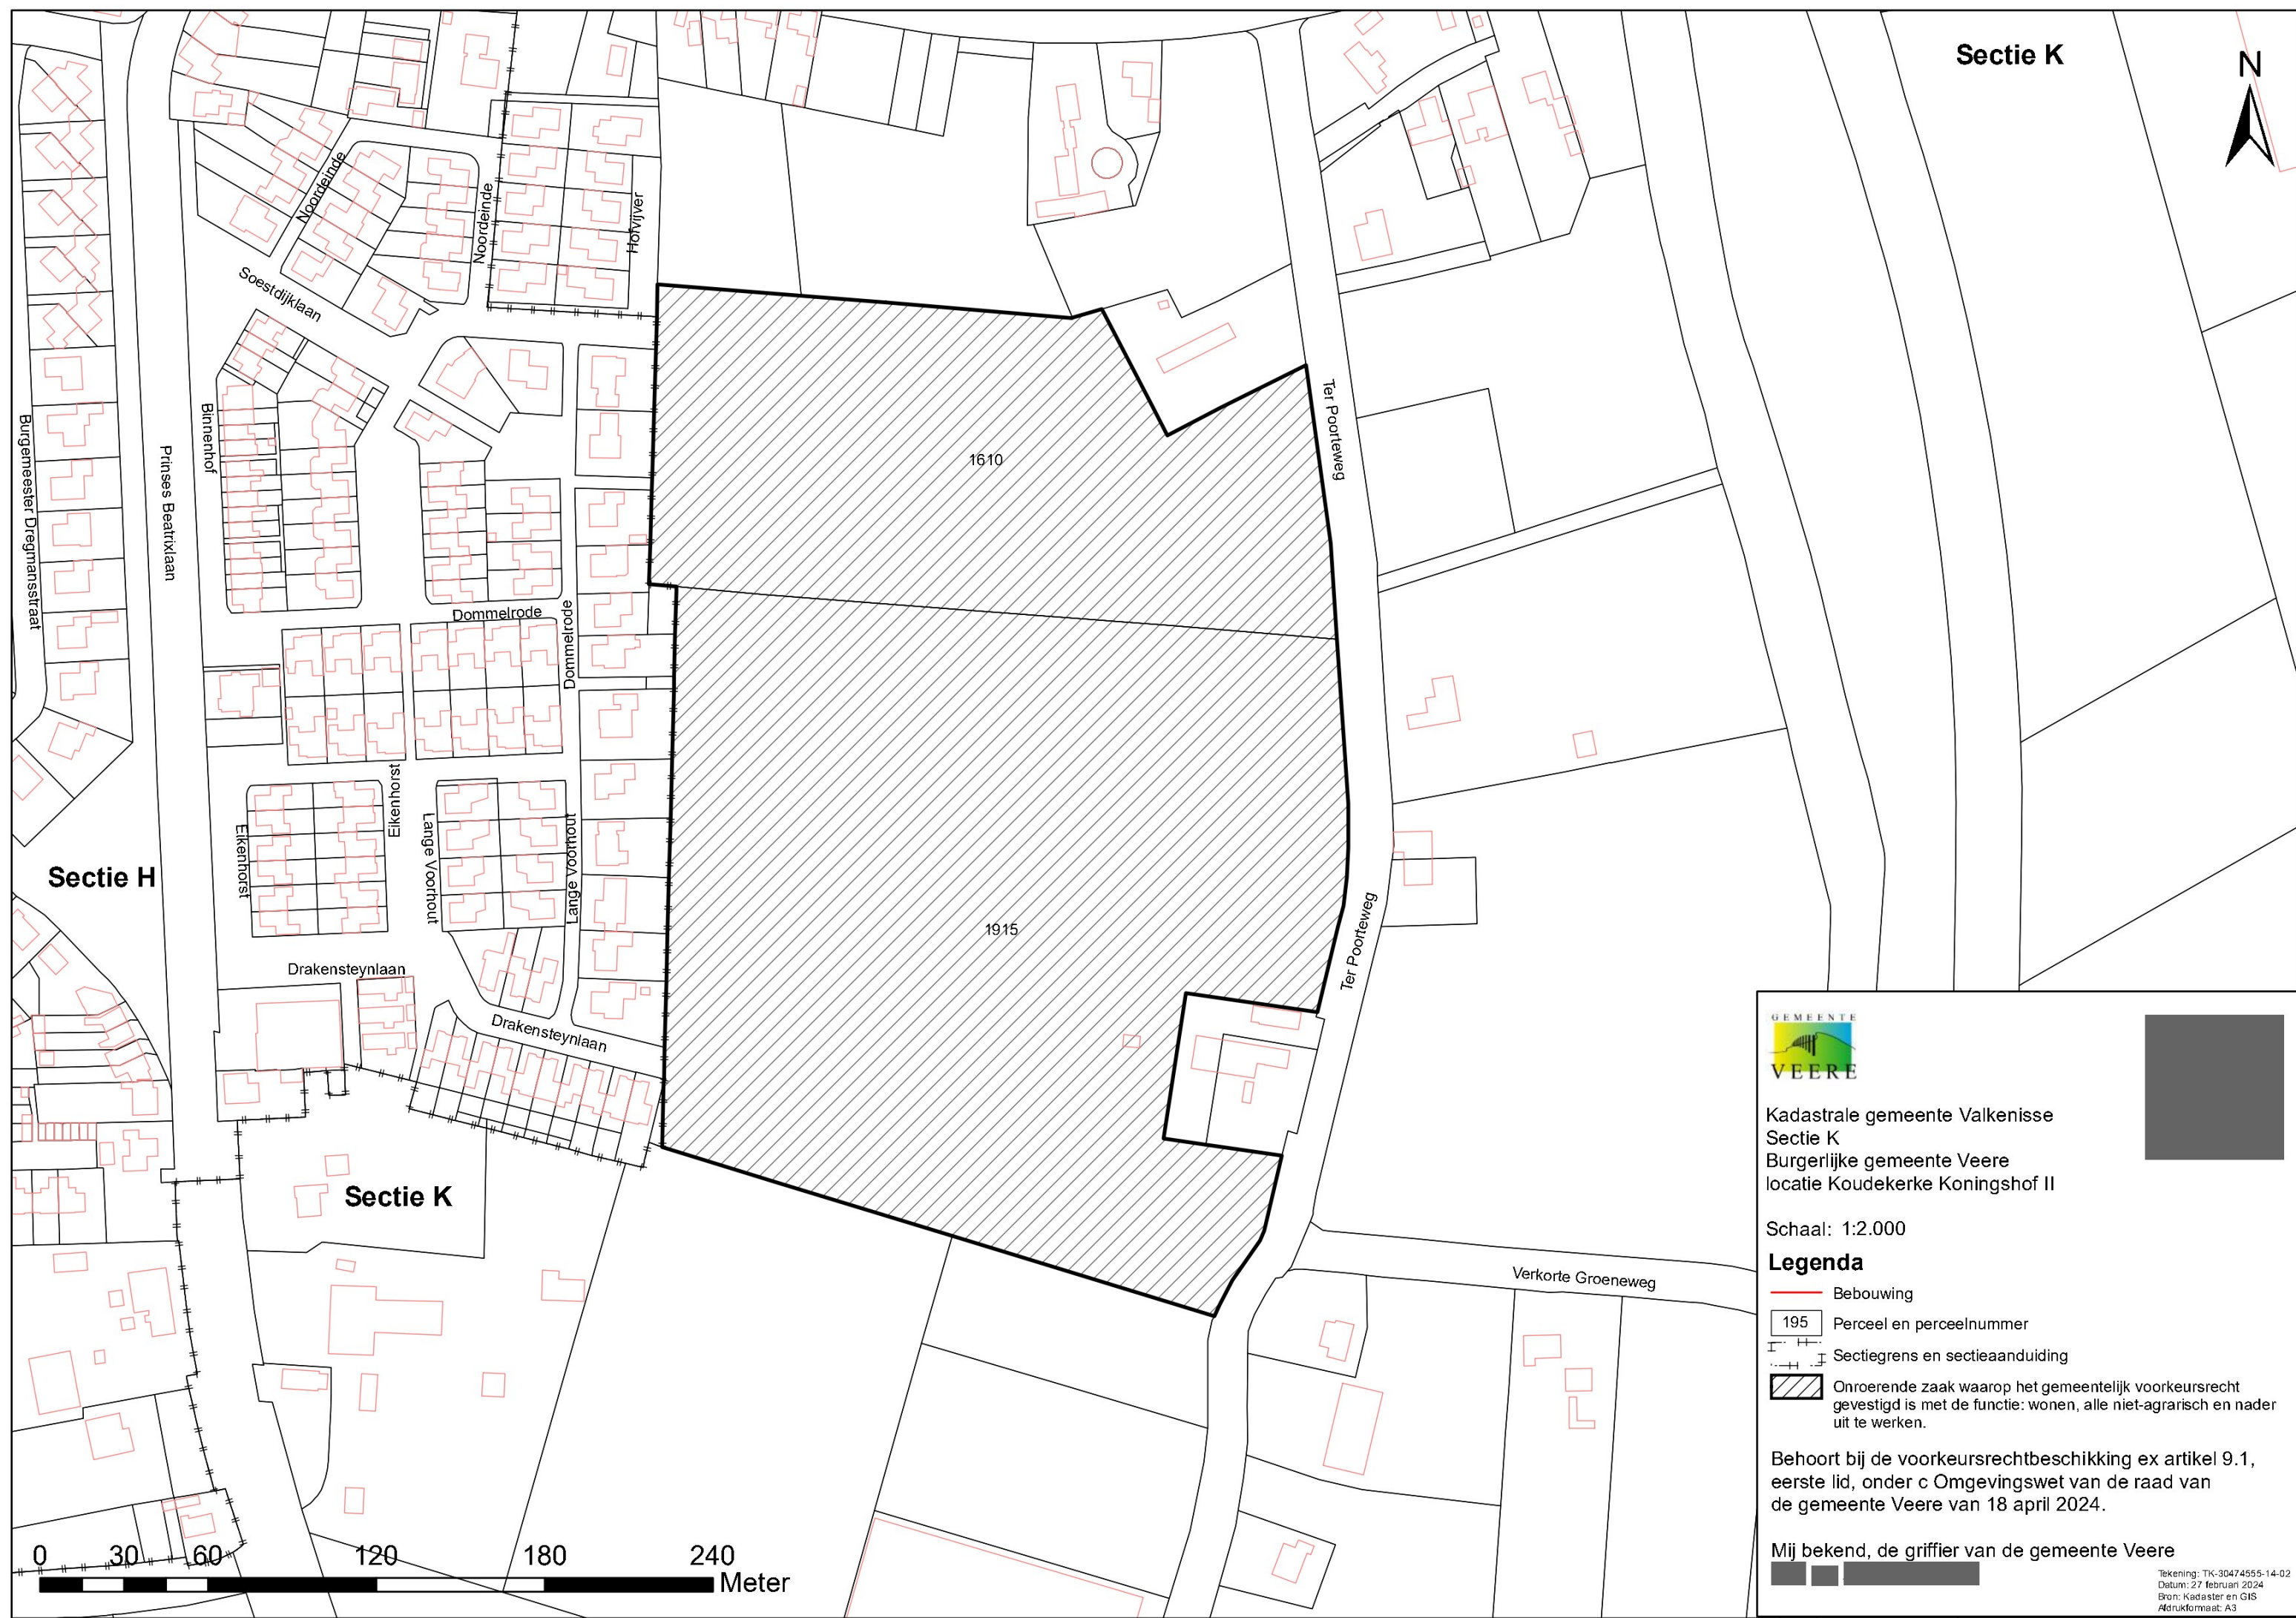 Sectie K
N
Noordeinde
Noordeinde
Hofvijver
Soestdijklaan
Burgemeester Dregmansstraat
Prinses Beatrixlaan
Binnenhof
Ter Poorteweg
1610
Dommelrode
Dommelrode
Eikenhorst
Eikenhorst
Lange Voorhout
Lange Voorhout
Sectie H
1915
Ter Poorteweg
Drakensteynlaan
Drakensteynlaan
Sectie K
Verkorte Groeneweg
0 30 60 120 180 240
Meter
GEMEENTE
VEERE
Kadastrale gemeente Valkenisse
Sectie K
Burgerlijke gemeente Veere
locatie Koudekerke Koningshof II
Schaal: 1:2.000
Legenda
Bebouwing
195 Perceel en perceelnummer
Sectiegrens en sectieaanduiding
Onroerende zaak waarop het gemeentelijk voorkeursrecht
gevestigd is met de functie: wonen, alle niet-agrarisch en nader
uit te werken.
Behoort bij de voorkeursrechtbeschikking ex artikel 9.1,
eerste lid, onder c Omgevingswet van de raad van
de gemeente Veere van 18 april 2024.
Mij bekend, de griffier van de gemeente Veere
Tekening: TK-30474555-14-02
Datum: 27 februari 2024
Bron: Kadaster en GIS
Afdrukformaat: A3